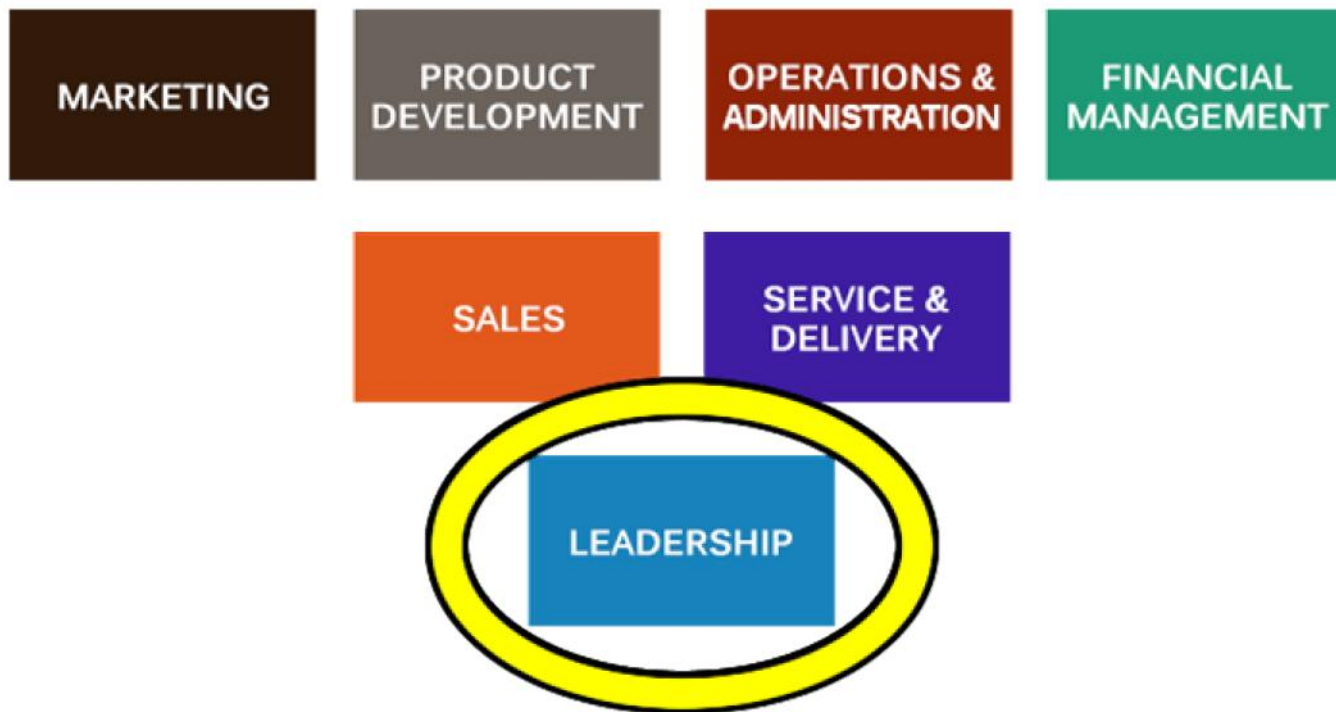 MARKETING
PRODUCT
DEVELOPMENT
OPERATIONS &
ADMINISTRATION
FINANCIAL
MANAGEMENT
SALES
SERVICE &
DELIVERY
LEADERSHIP